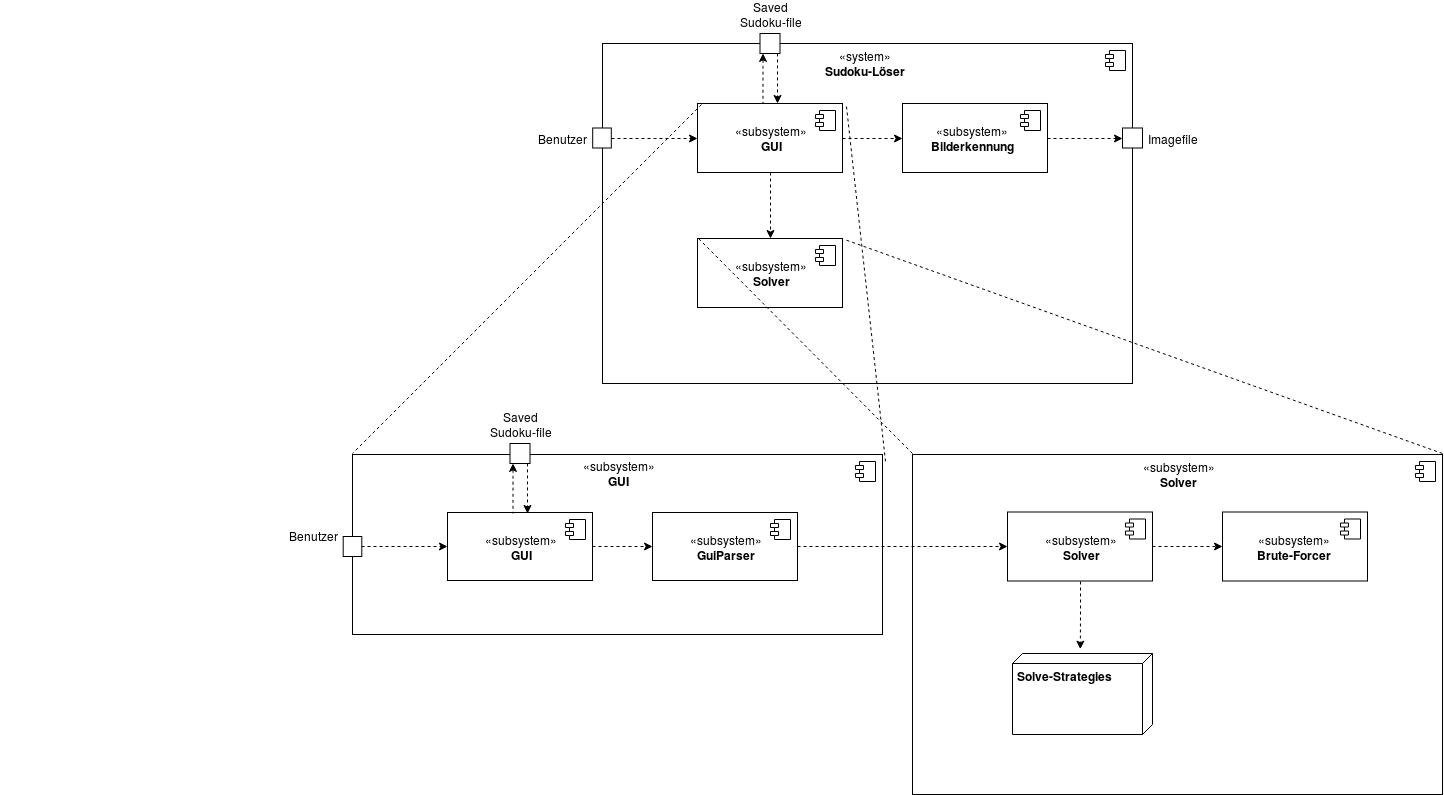 Saved
Sudoku-file
«system»
Sudoku-Löser
Benutzer
«subsystem»
GUI
«subsystem»
Bilderkennung
Imagefile
«subsystem»
Solver
Saved
Sudoku-file
«subsystem»
GUI
Benutzer
«subsystem»
GUI
«subsystem»
GuiParser
«subsystem»
Solver
«subsystem»
Solver
«subsystem»
Brute-Forcer
Solve-Strategies